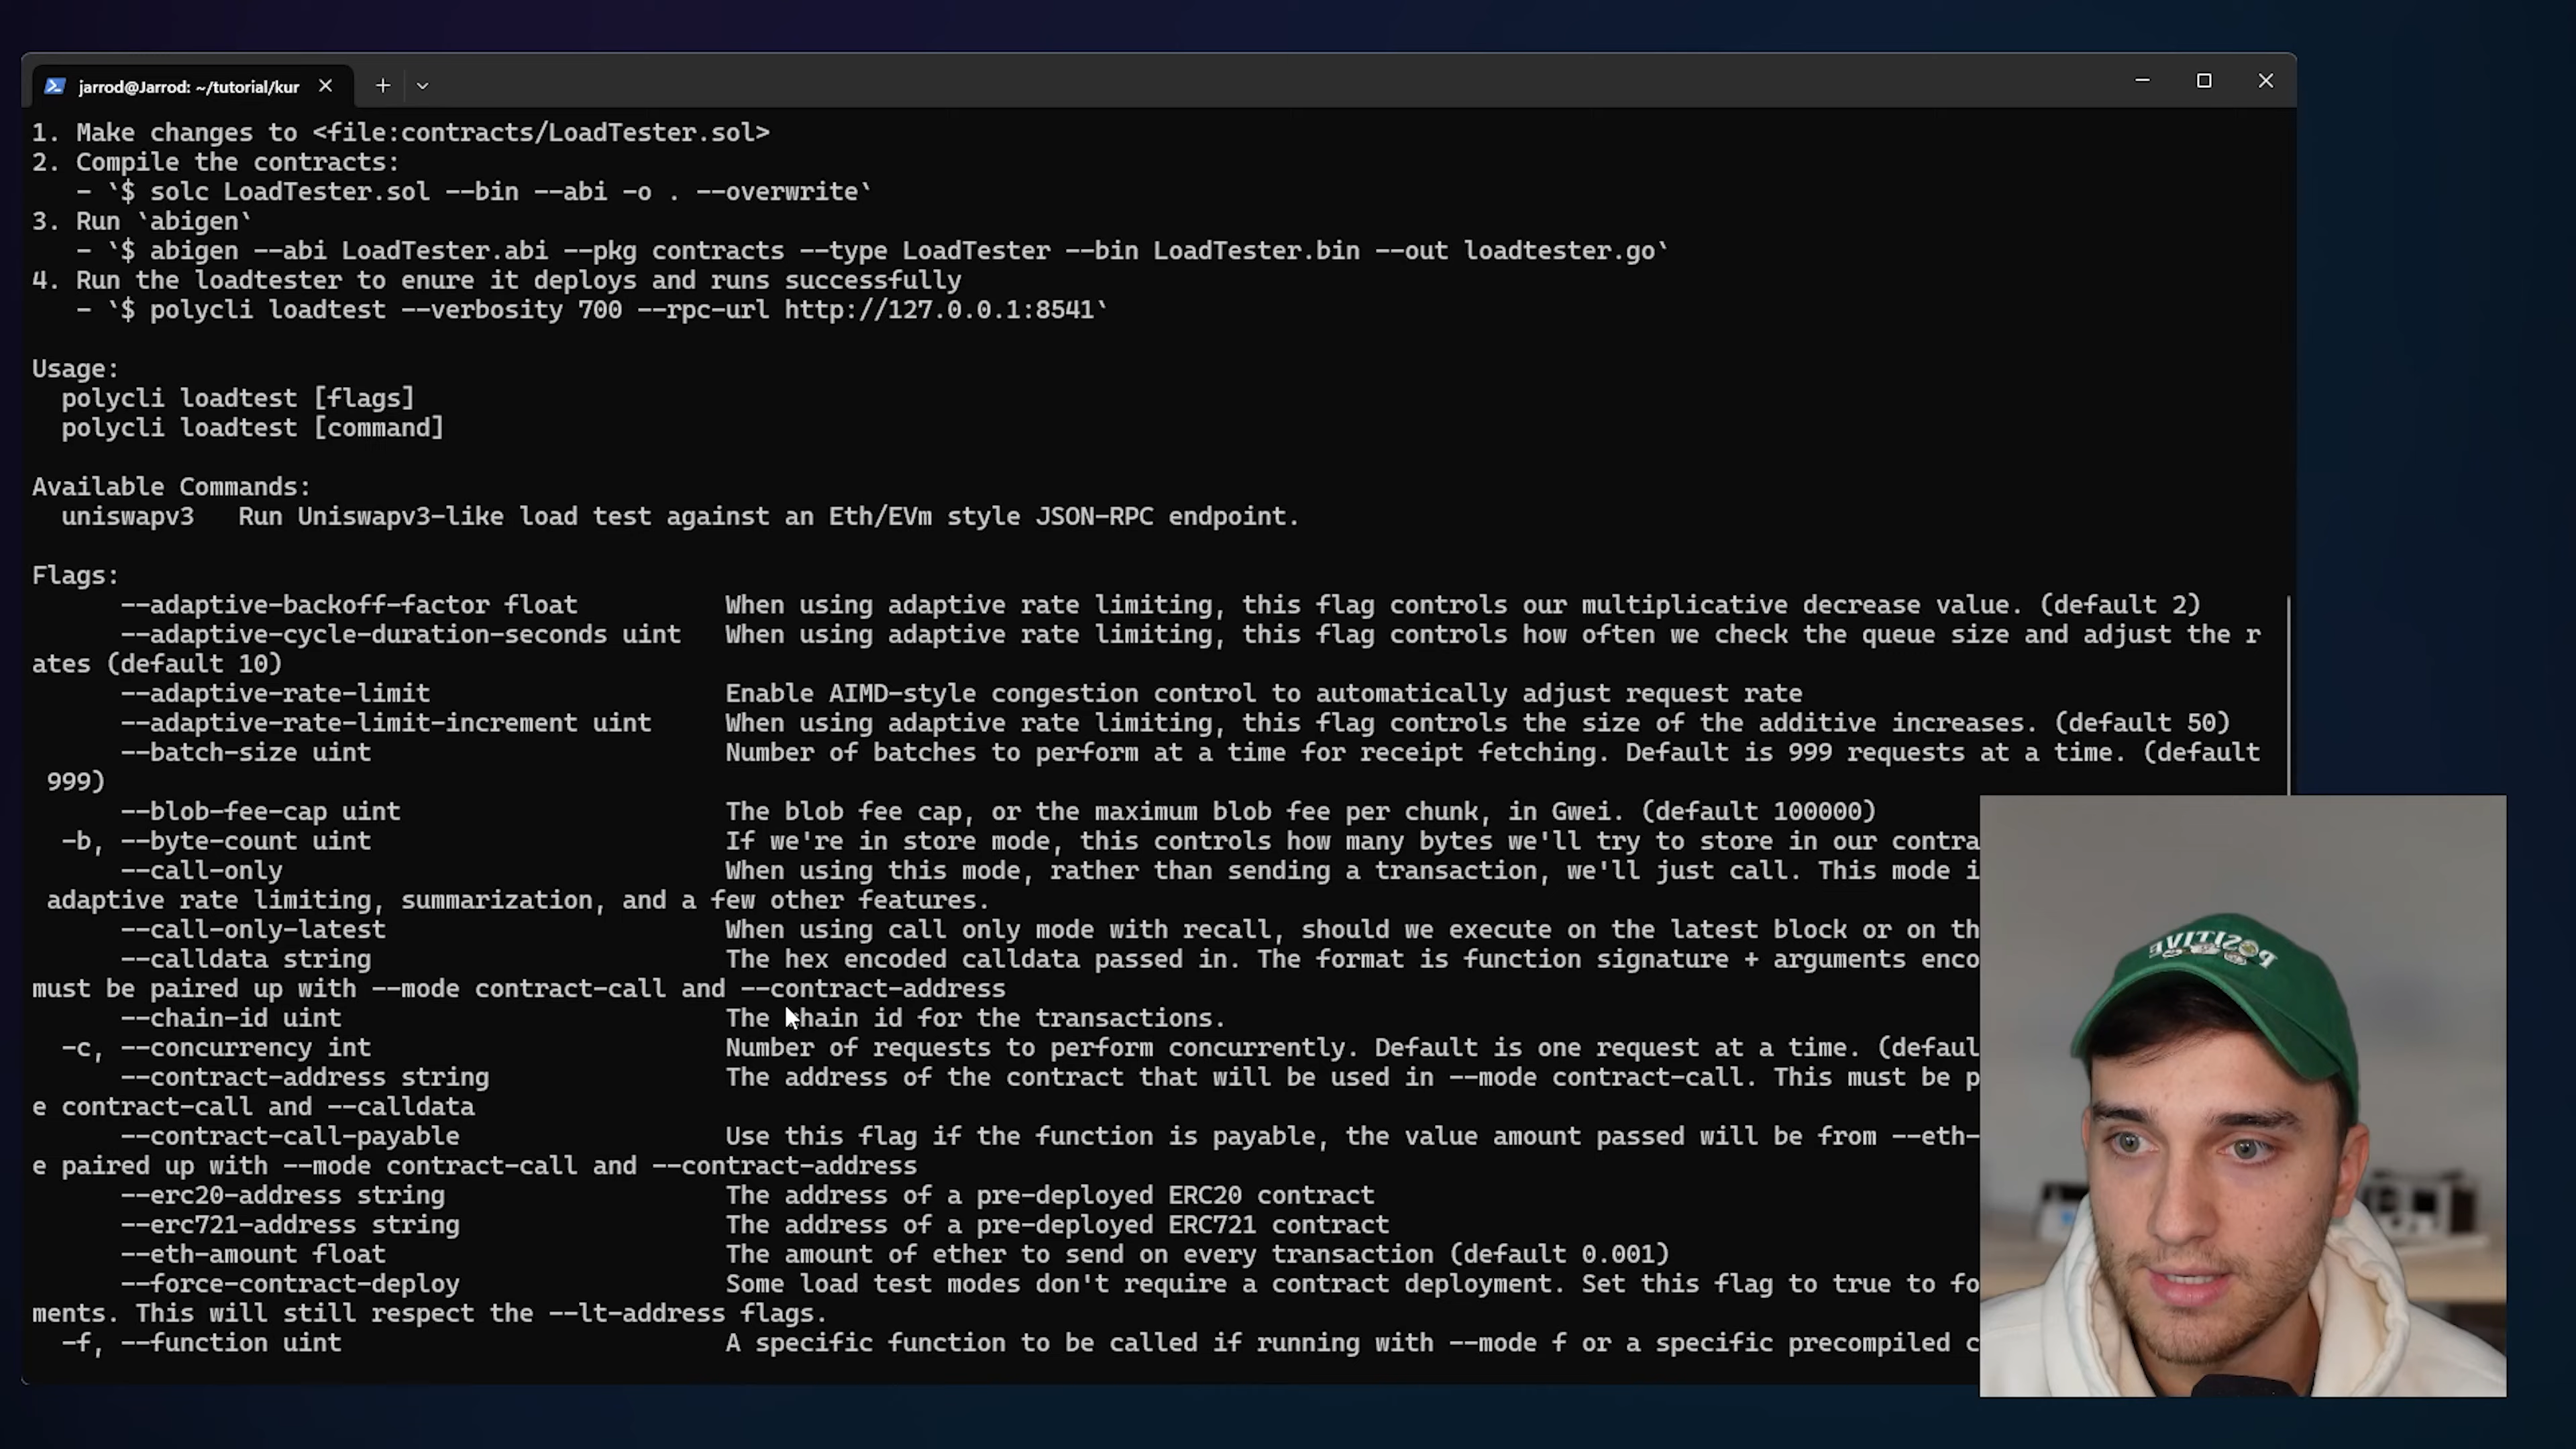 jarrod@Jarrod: ~/tutorial/kur
1. Make changes to <file:contracts/LoadTester.sol>
2. Compile the contracts:
- `$ solc LoadTester.sol --bin --abi -o . --overwrite`
3. Run `abigen`
- `$ abigen --abi LoadTester.abi --pkg contracts --type LoadTester --bin LoadTester.bin --out loadtester.go`
4. Run the loadtester to enure it deploys and runs successfully
- `$ polycli loadtest --verbosity 700 --rpc-url http://127.0.0.1:8541`
Usage:
polycli loadtest [flags]
polycli loadtest [command]
Available Commands:
uniswapv3 Run Uniswapv3-like load test against an Eth/EVm style JSON-RPC endpoint.
Flags:
--adaptive-backoff-factor float When using adaptive rate limiting, this flag controls our multiplicative decrease value. (default 2)
--adaptive-cycle-duration-seconds uint When using adaptive rate limiting, this flag controls how often we check the queue size and adjust the r
ates (default 10)
--adaptive-rate-limit Enable AIMD-style congestion control to automatically adjust request rate
--adaptive-rate-limit-increment uint When using adaptive rate limiting, this flag controls the size of the additive increases. (default 50)
--batch-size uint Number of batches to perform at a time for receipt fetching. Default is 999 requests at a time. (default
999)
--blob-fee-cap uint The blob fee cap, or the maximum blob fee per chunk, in Gwei. (default 100000)
-b, --byte-count uint If we're in store mode, this controls how many bytes we'll try to store in our contra
--call-only When using this mode, rather than sending a transaction, we'll just call. This mode i
adaptive rate limiting, summarization, and a few other features.
--call-only-latest When using call only mode with recall, should we execute on the latest block or on th
--calldata string The hex encoded calldata passed in. The format is function signature + arguments enco
must be paired up with --mode contract-call and --contract-address
--chain-id uint The chain id for the transactions.
-c, --concurrency int Number of requests to perform concurrently. Default is one request at a time. (defaul
--contract-address string The address of the contract that will be used in --mode contract-call. This must be p
e contract-call and --calldata
--contract-call-payable Use this flag if the function is payable, the value amount passed will be from --eth-
e paired up with --mode contract-call and --contract-address
--erc20-address string The address of a pre-deployed ERC20 contract
--erc721-address string The address of a pre-deployed ERC721 contract
--eth-amount float The amount of ether to send on every transaction (default 0.001)
--force-contract-deploy Some load test modes don't require a contract deployment. Set this flag to true to fo
ments. This will still respect the --lt-address flags.
-f, --function uint A specific function to be called if running with --mode f or a specific precompiled c
POSITIVE